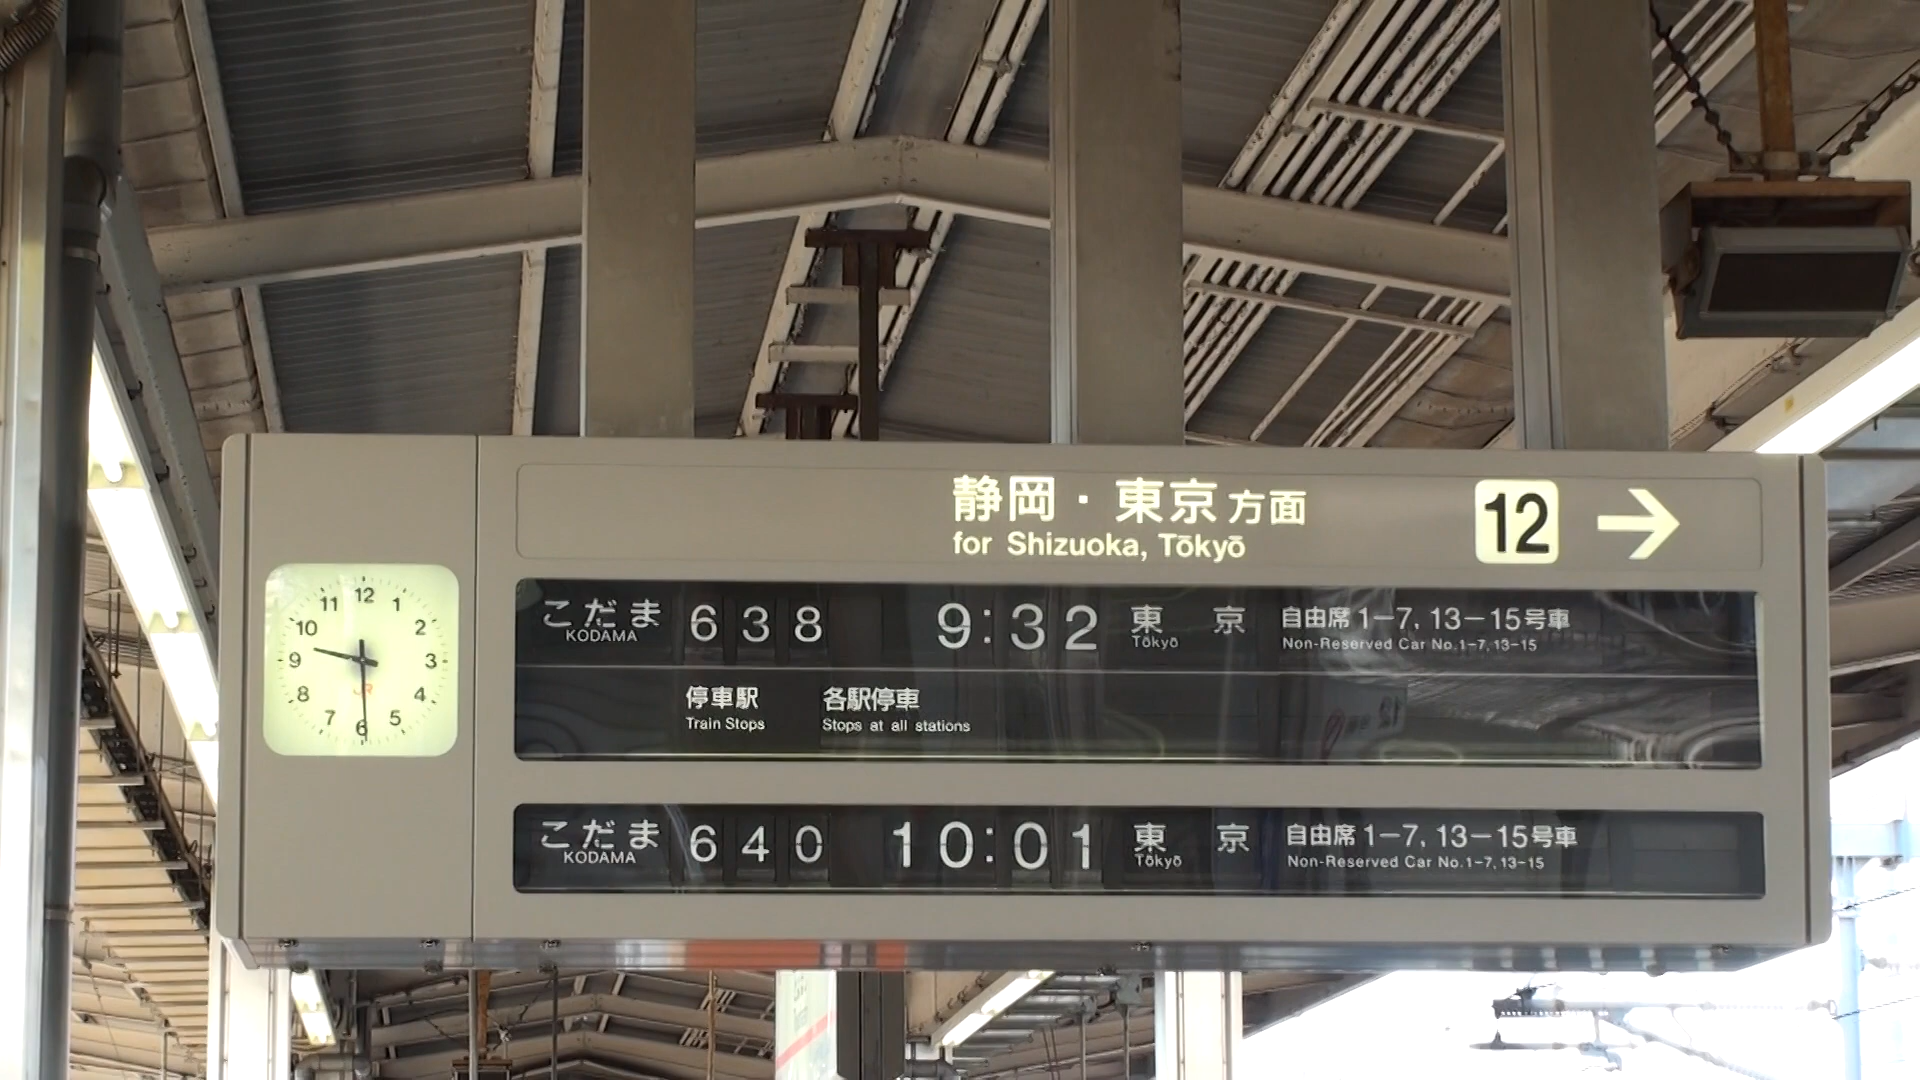 静岡・東京方面
for Shizuoka, Tōkyō
12
12 1 2 3 4 5 6 7 8 9 10 11
JR
こだま 638 9:32 東京 自由席1-7, 13-15号車
KODAMA Tōkyō Non-Reserved Car No.1-7, 13-15
停車駅 各駅停車
Train Stops Stops at all stations
こだま 640 10:01 東京 自由席1-7, 13-15号車
KODAMA Tōkyō Non-Reserved Car No.1-7, 13-15